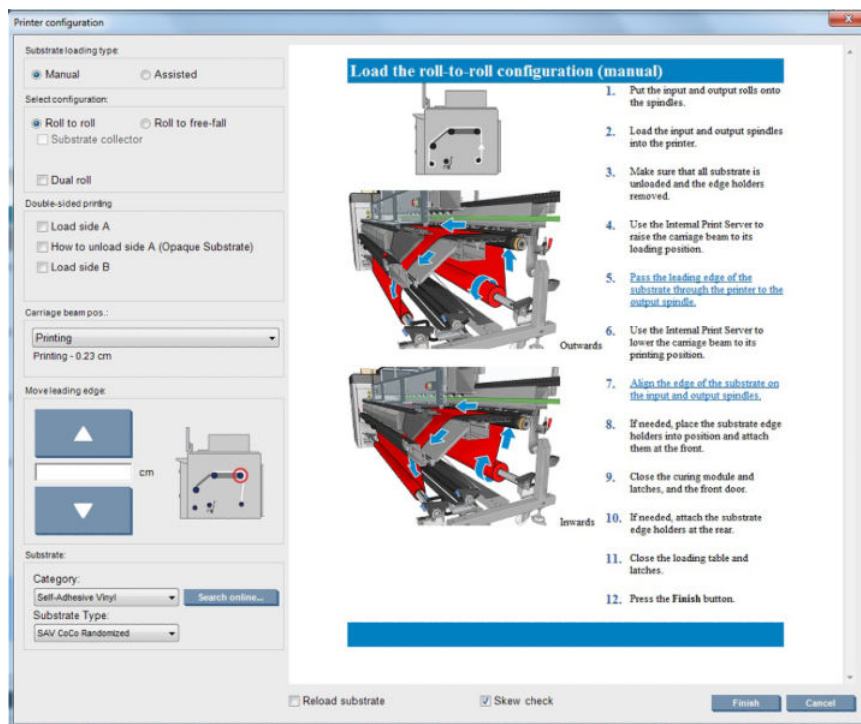 Printer configuration
Substrate loading type:
Manual
Assisted
Select configuration:
Roll to roll
Roll to free-fall
Substrate collector
Dual roll
Double-sided printing
Load side A
How to unload side A (Opaque Substrate)
Load side B
Carriage beam pos.:
Printing
Printing - 0.23 cm
Move leading edge:
cm
Substrate:
Category:
Self-Adhesive Vinyl
Search online...
Substrate Type:
SAV CoCo Randomized
Load the roll-to-roll configuration (manual)
Outwards
Inwards
1. Put the input and output rolls onto
the spindles.
2. Load the input and output spindles
into the printer.
3. Make sure that all substrate is
unloaded and the edge holders
removed.
4. Use the Internal Print Server to
raise the carriage beam to its
loading position.
5. Pass the leading edge of the
substrate through the printer to the
output spindle.
6. Use the Internal Print Server to
lower the carriage beam to its
printing position.
7. Align the edge of the substrate on
the input and output spindles.
8. If needed, place the substrate edge
holders into position and attach
them at the front.
9. Close the curing module and
latches, and the front door.
10. If needed, attach the substrate
edge holders at the rear.
11. Close the loading table and
latches.
12. Press the Finish button.
Reload substrate
Skew check
Finish
Cancel